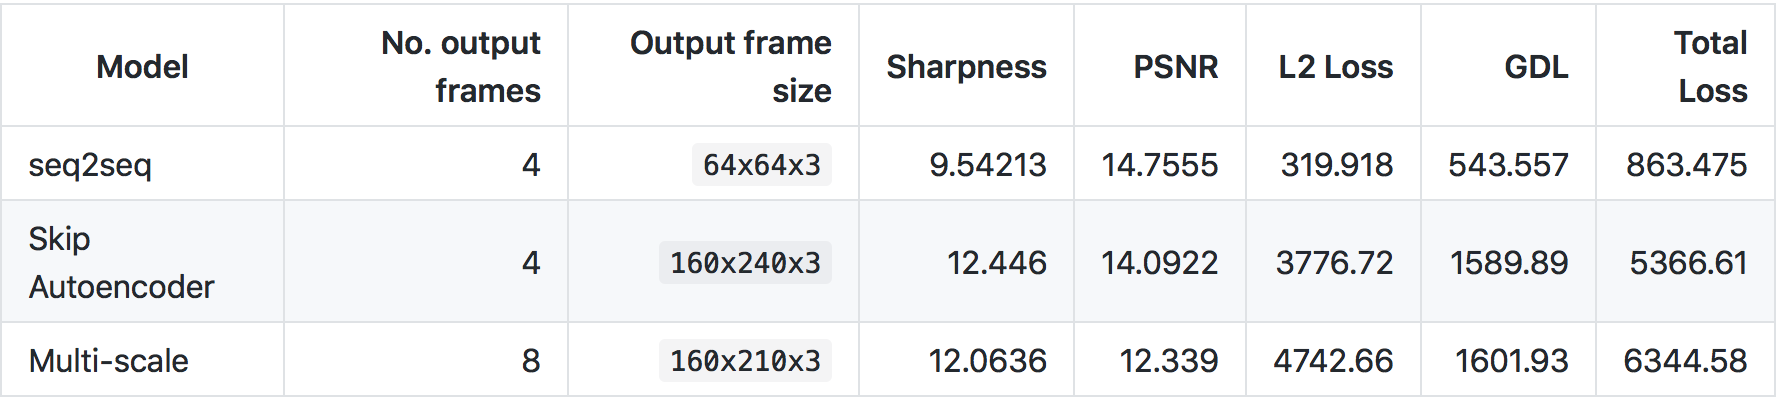 Model No. output frames Output frame size Sharpness PSNR L2 Loss GDL Total Loss
seq2seq 4 64x64x3 9.54213 14.7555 319.918 543.557 863.475
Skip Autoencoder 4 160x240x3 12.446 14.0922 3776.72 1589.89 5366.61
Multi-scale 8 160x210x3 12.0636 12.339 4742.66 1601.93 6344.58